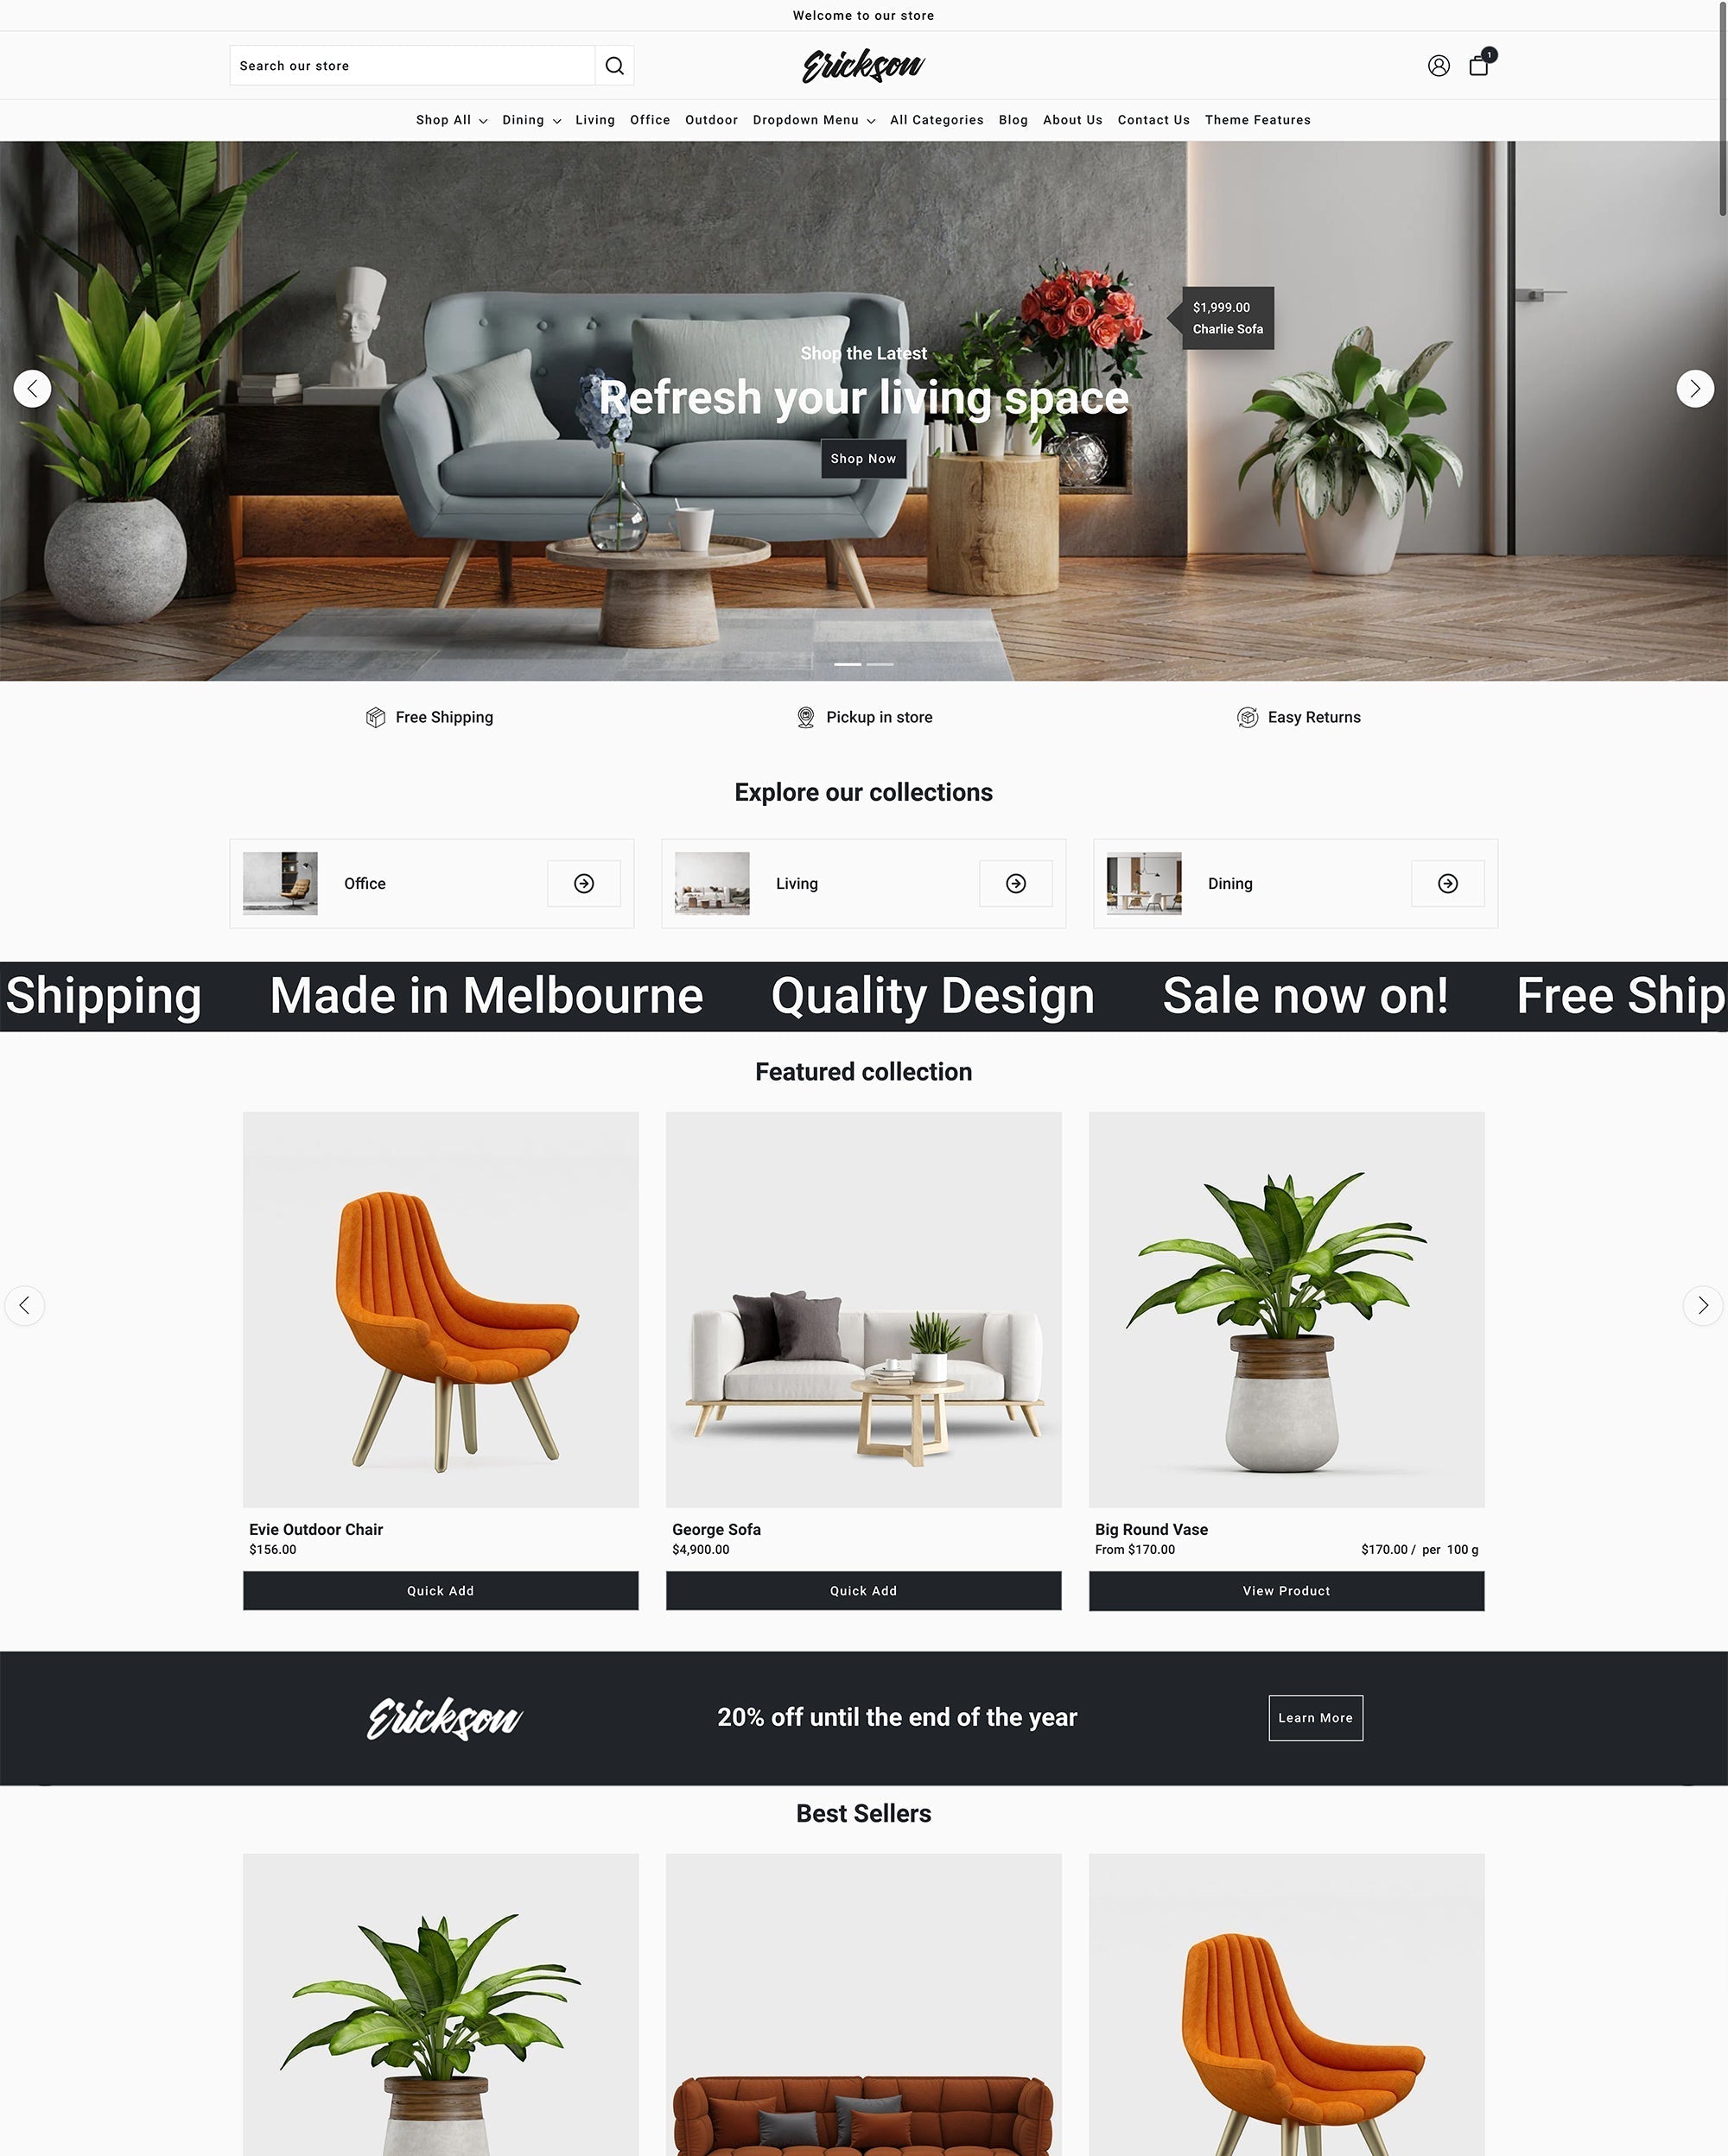 Welcome to our store
Search our store
Erickson
1
Shop All
Dining
Living
Office
Outdoor
Dropdown Menu
All Categories
Blog
About Us
Contact Us
Theme Features
$1,999.00
Charlie Sofa
Shop the Latest
Refresh your living space
Shop Now
Free Shipping
Pickup in store
Easy Returns
Explore our collections
Office
Living
Dining
Shipping
Made in Melbourne
Quality Design
Sale now on!
Free Ship
Featured collection
Evie Outdoor Chair
$156.00
Quick Add
George Sofa
$4,900.00
Quick Add
Big Round Vase
From $170.00
$170.00 / per 100 g
View Product
Erickson
20% off until the end of the year
Learn More
Best Sellers